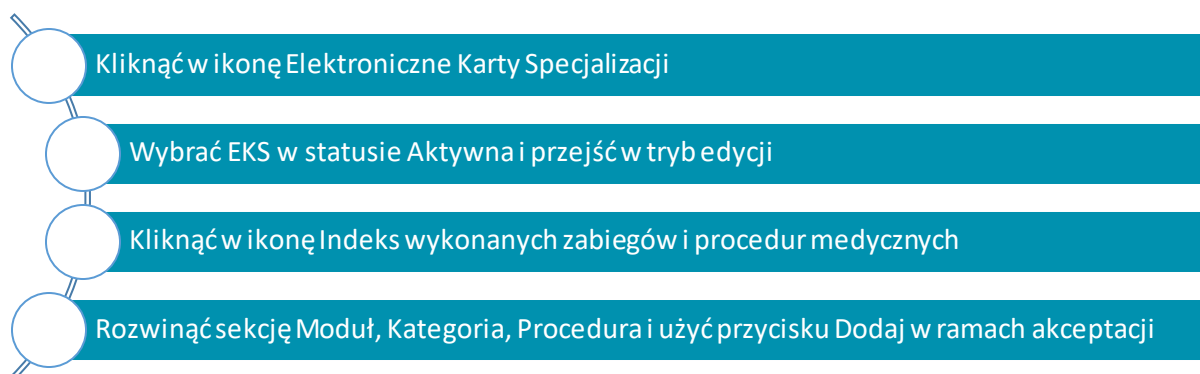 Kliknąć w ikonę Elektroniczne Karty Specjalizacji
Wybrać EKS w statusie Aktywna i przejść w tryb edycji
Kliknąć w ikonę Indeks wykonanych zabiegów i procedur medycznych
Rozwinąć sekcję Moduł, Kategoria, Procedura i użyć przycisku Dodaj w ramach akceptacji